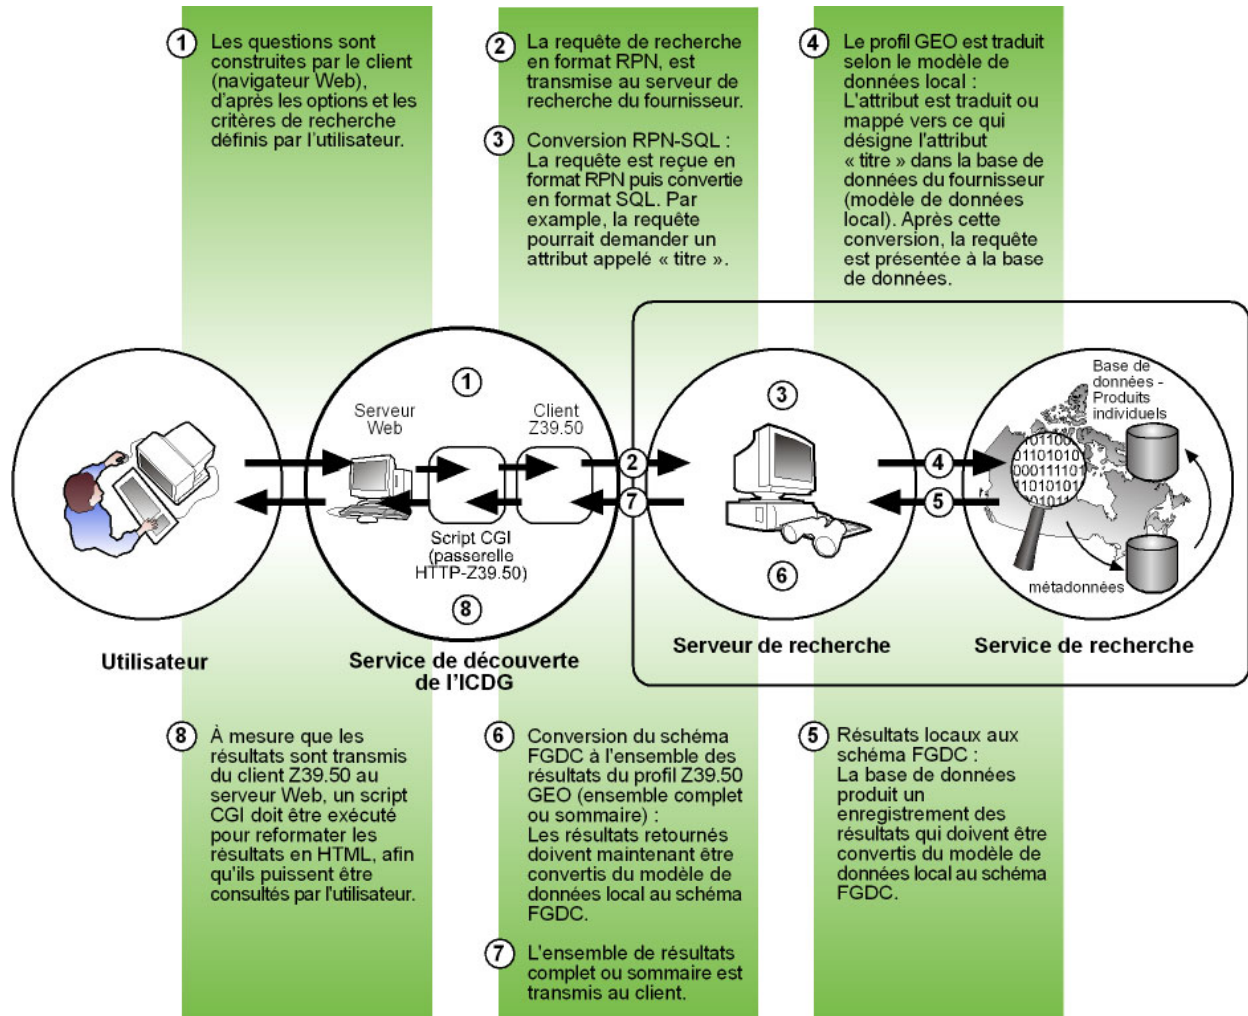 1 Les questions sont
construites par le client
(navigateur Web),
d'après les options et les
critères de recherche
définis par l'utilisateur.
2 La requête de recherche
en format RPN, est
transmise au serveur de
recherche du fournisseur.
3 Conversion RPN-SQL :
La requête est reçue en
format RPN puis convertie
en format SQL. Par
example, la requête
pourrait demander un
attribut appelé « titre ».
4 Le profil GEO est traduit
selon le modèle de
données local :
L'attribut est traduit ou
mappé vers ce qui
désigne l'attribut
« titre » dans la base de
données du fournisseur
(modèle de données
local). Après cette
conversion, la requête
est présentée à la base
de données.
1
Serveur
Web
Client
Z39.50
Script CGI
(passerelle
HTTP-Z39.50)
8
2
7
3
6
4
5
Base de
données -
Produits
individuels
101100
01101010
000111101
11010101
001011
métadonnées
Utilisateur
Service de découverte
de l'ICDG
Serveur de recherche
Service de recherche
8 À mesure que les
résultats sont transmis
du client Z39.50 au
serveur Web, un script
CGI doit être exécuté
pour reformater les
résultats en HTML, afin
qu'ils puissent être
consultés par l'utilisateur.
6 Conversion du schéma
FGDC à l'ensemble des
résultats du profil Z39.50
GEO (ensemble complet
ou sommaire) :
Les résultats retournés
doivent maintenant être
convertis du modèle de
données local au schéma
FGDC.
7 L'ensemble de résultats
complet ou sommaire est
transmis au client.
5 Résultats locaux aux
schéma FGDC :
La base de données
produit un
enregistrement des
résultats qui doivent être
convertis du modèle de
données local au schéma
FGDC.